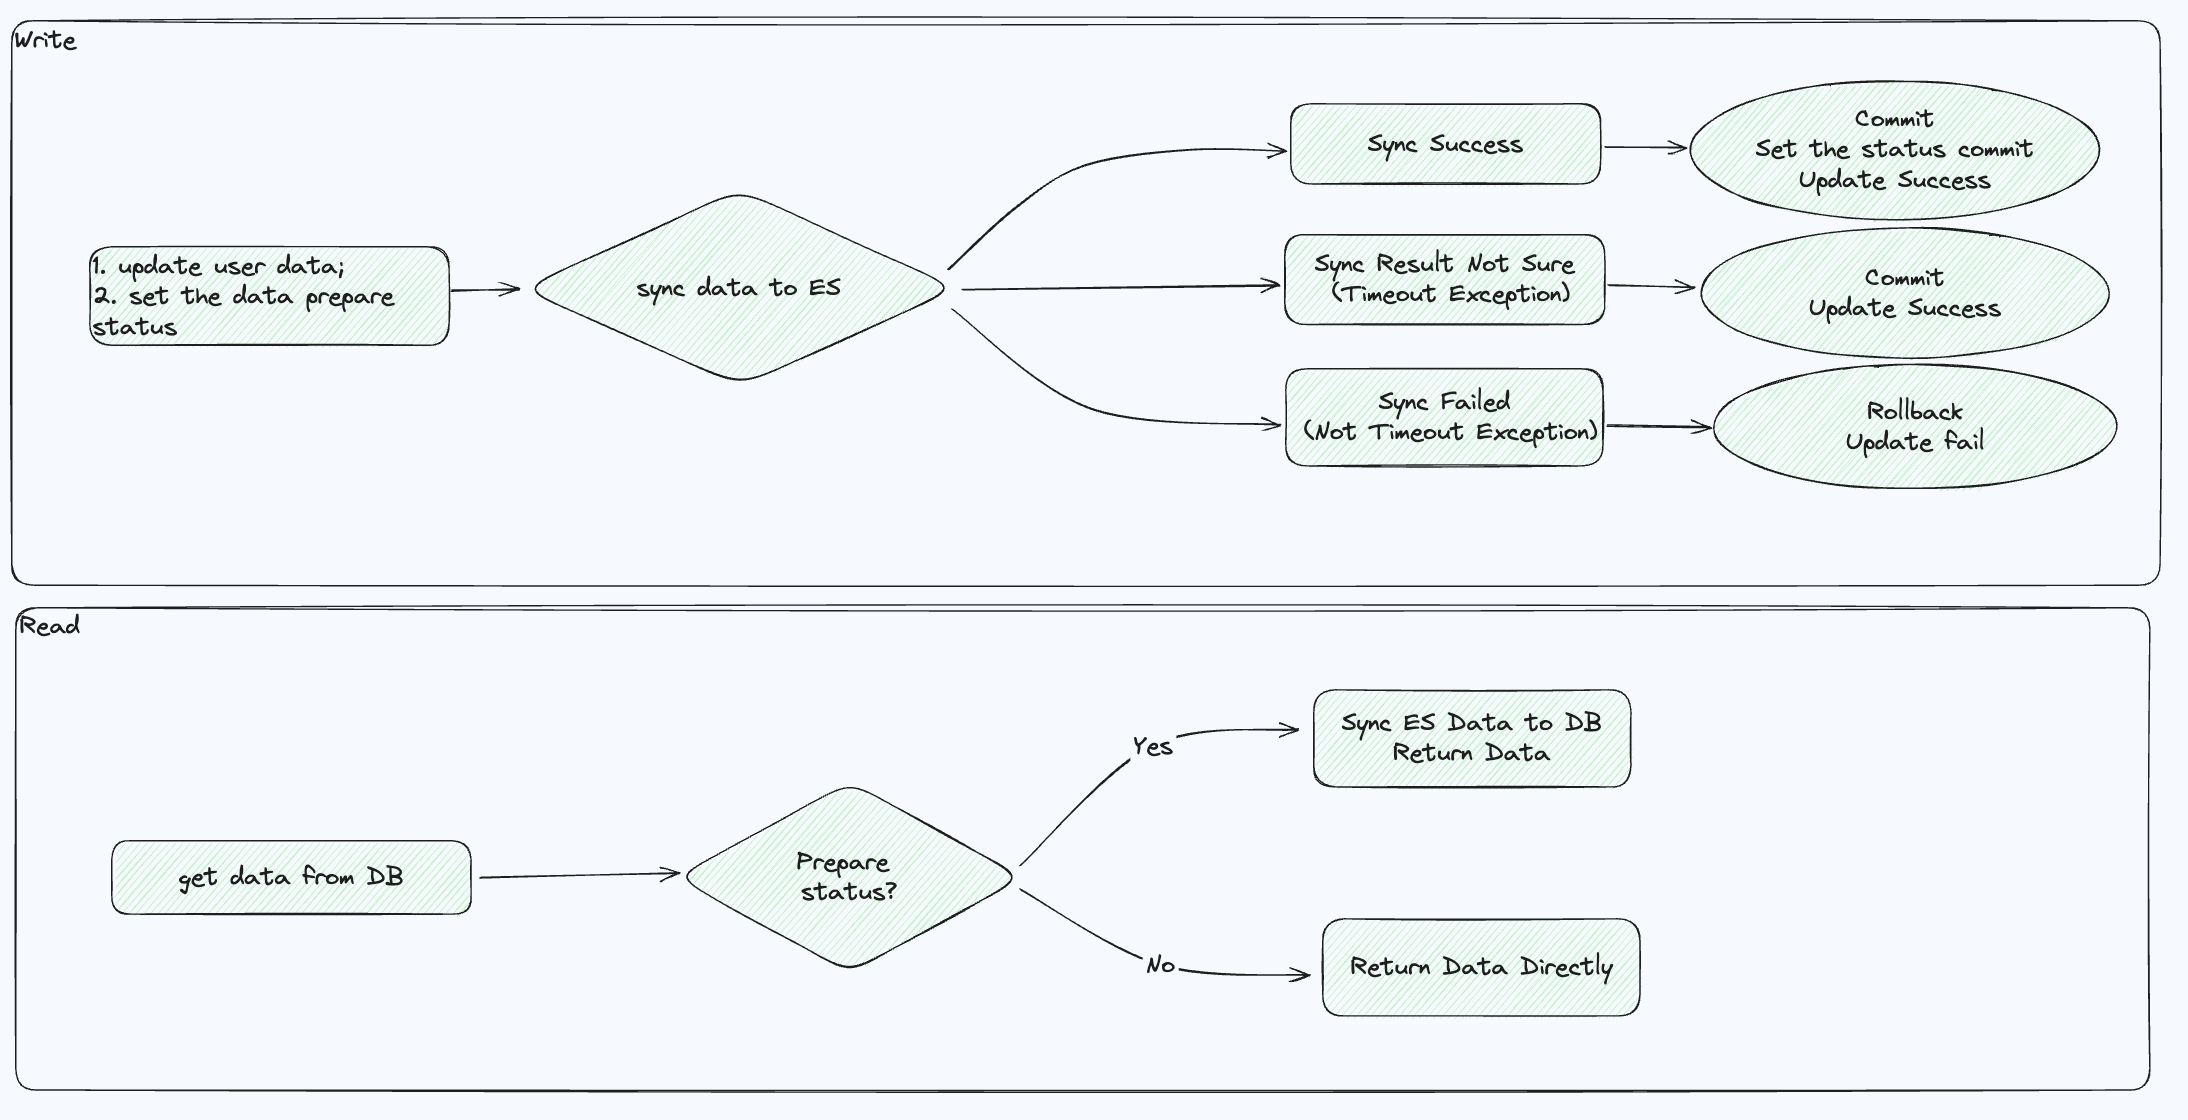 Write
1. update user data;
2. set the data prepare
status
sync data to ES
Sync Success
Commit
Set the status commit
Update Success
Sync Result Not Sure
(Timeout Exception)
Commit
Update Success
Sync Failed
(Not Timeout Exception)
Rollback
Update fail
Read
get data from DB
Prepare
status?
Yes
Sync ES Data to DB
Return Data
No
Return Data Directly